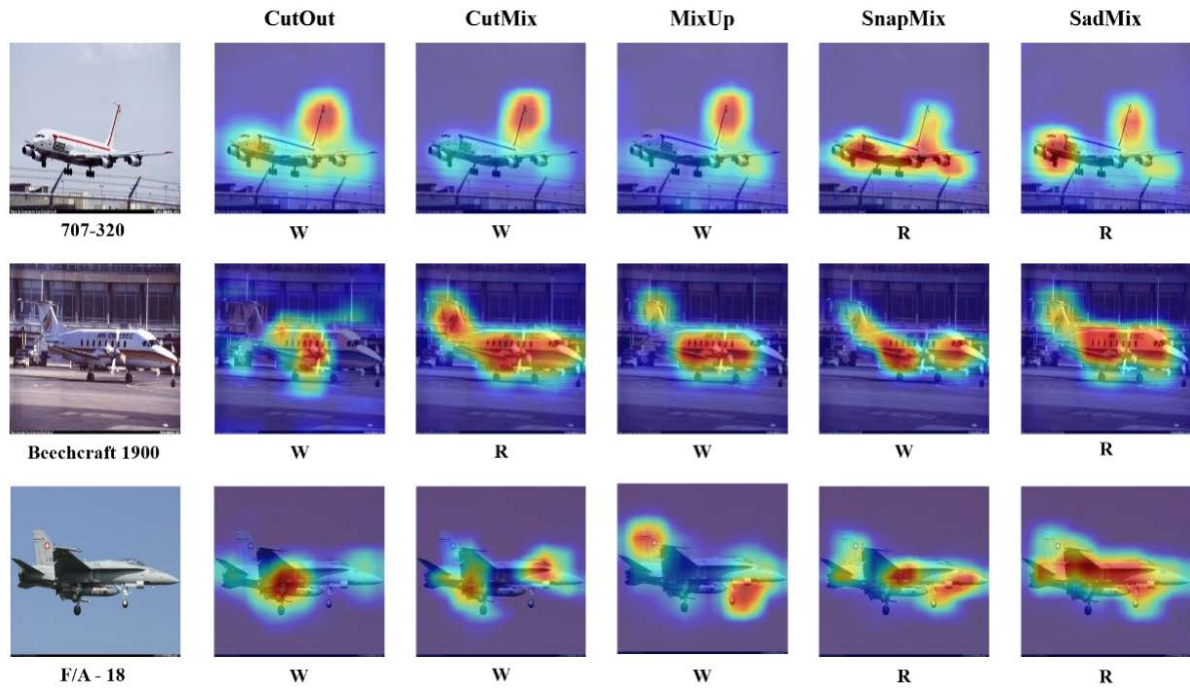 CutOut CutMix MixUp SnapMix SadMix
707-320 W W W R R
Beechcraft 1900 W R W W R
F/A - 18 W W W R R